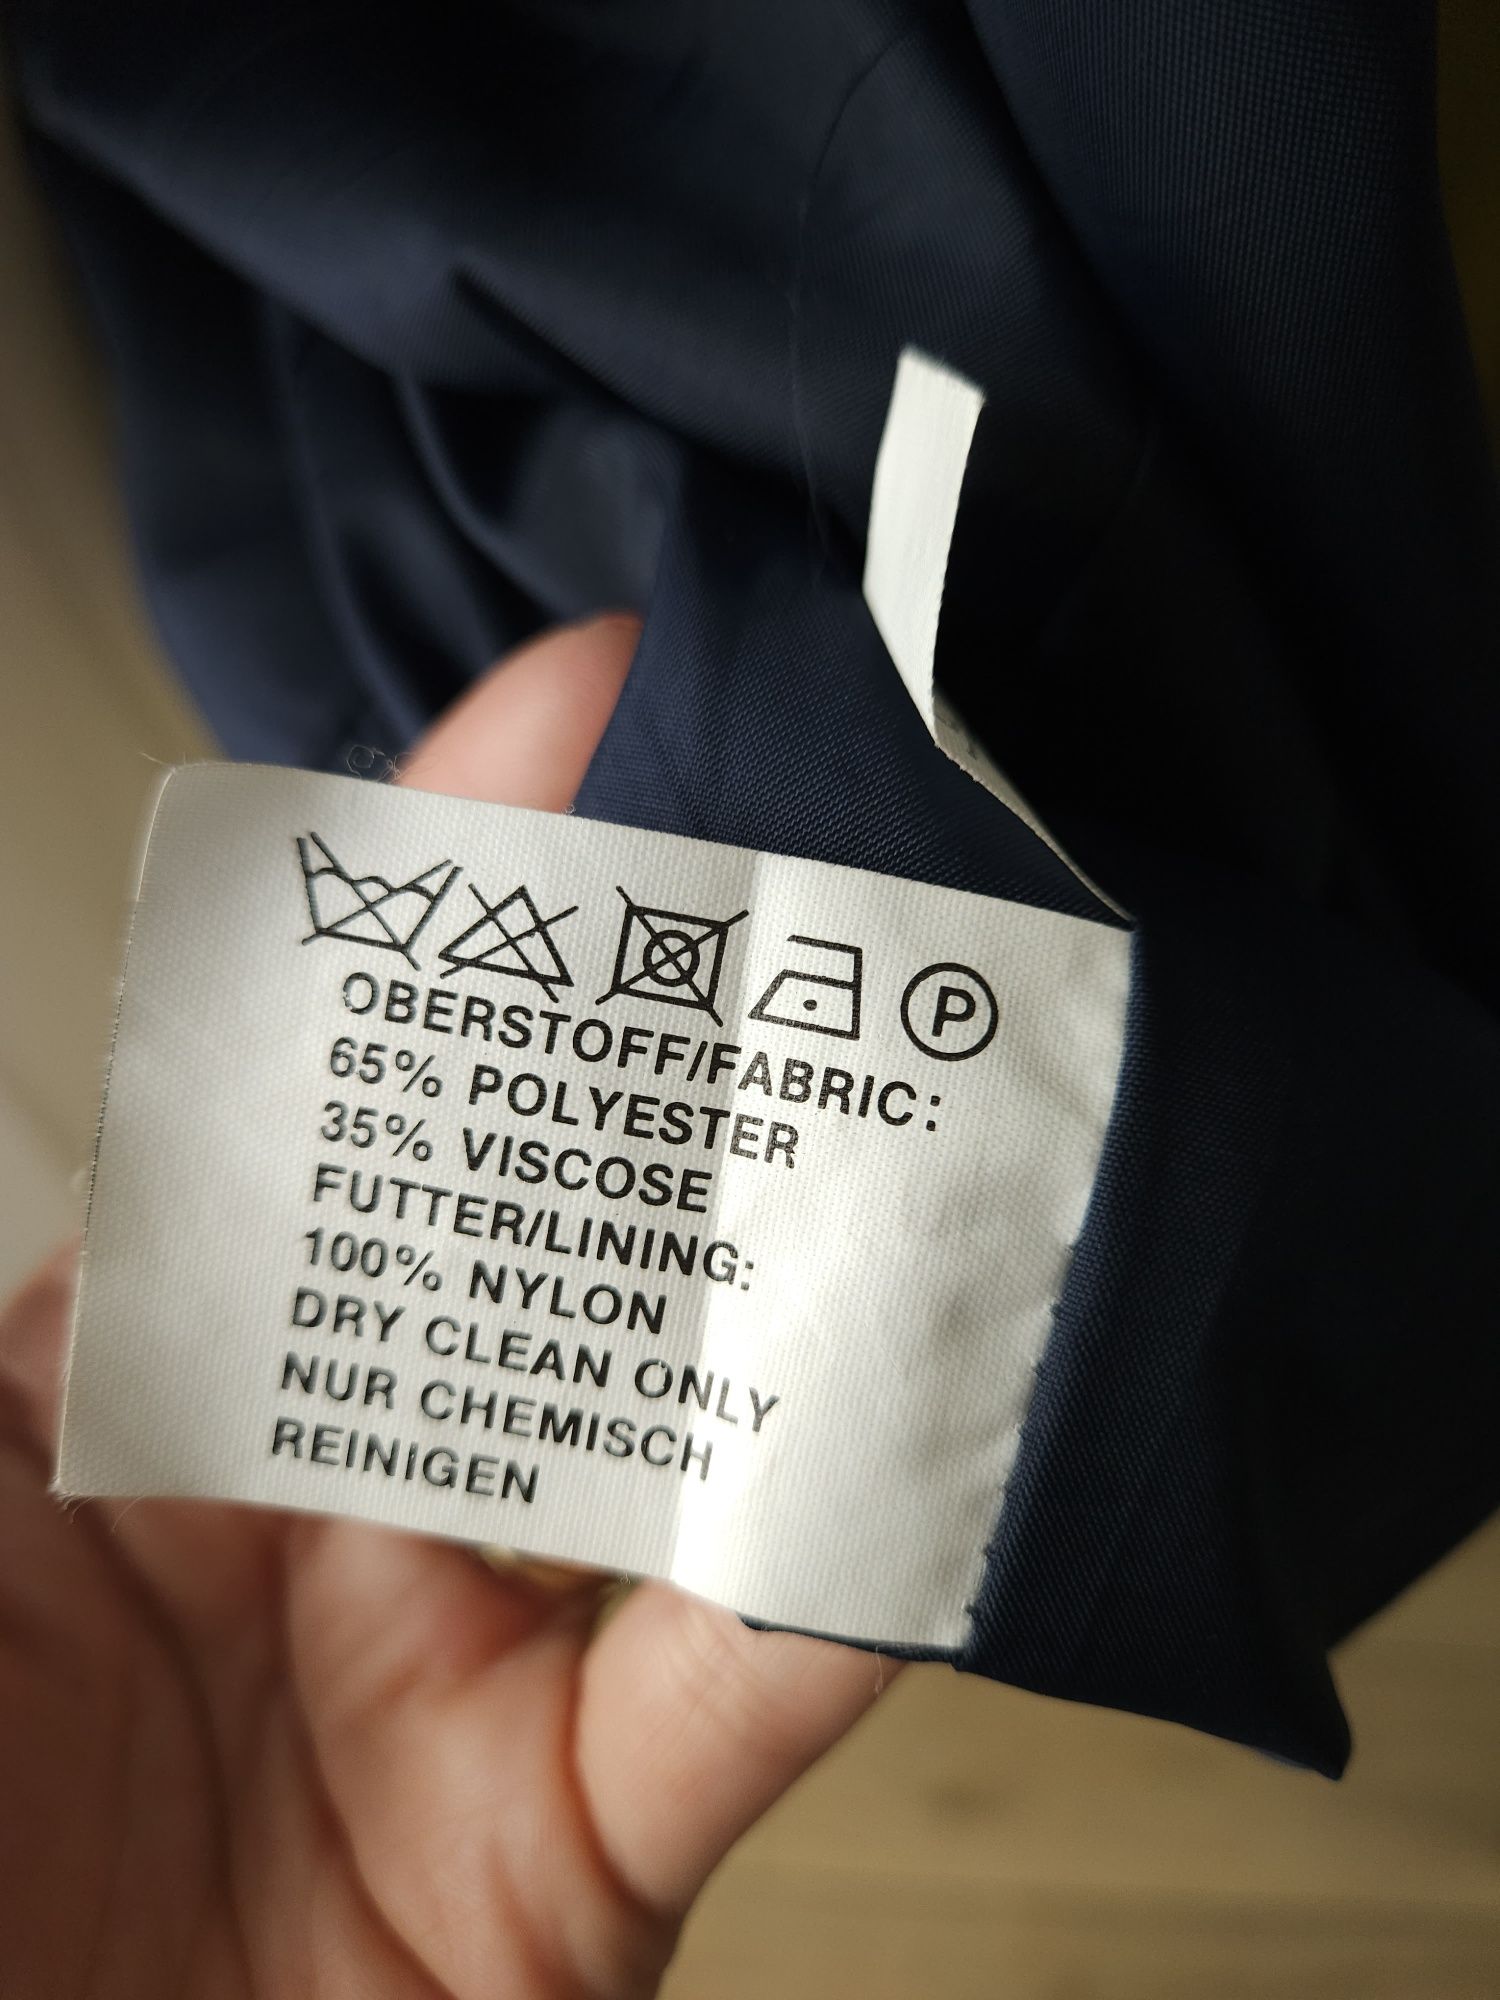 P
OBERSTOFF/FABRIC:
65% POLYESTER
35% VISCOSE
FUTTER/LINING:
100% NYLON
DRY CLEAN ONLY
NUR CHEMISCH
REINIGEN